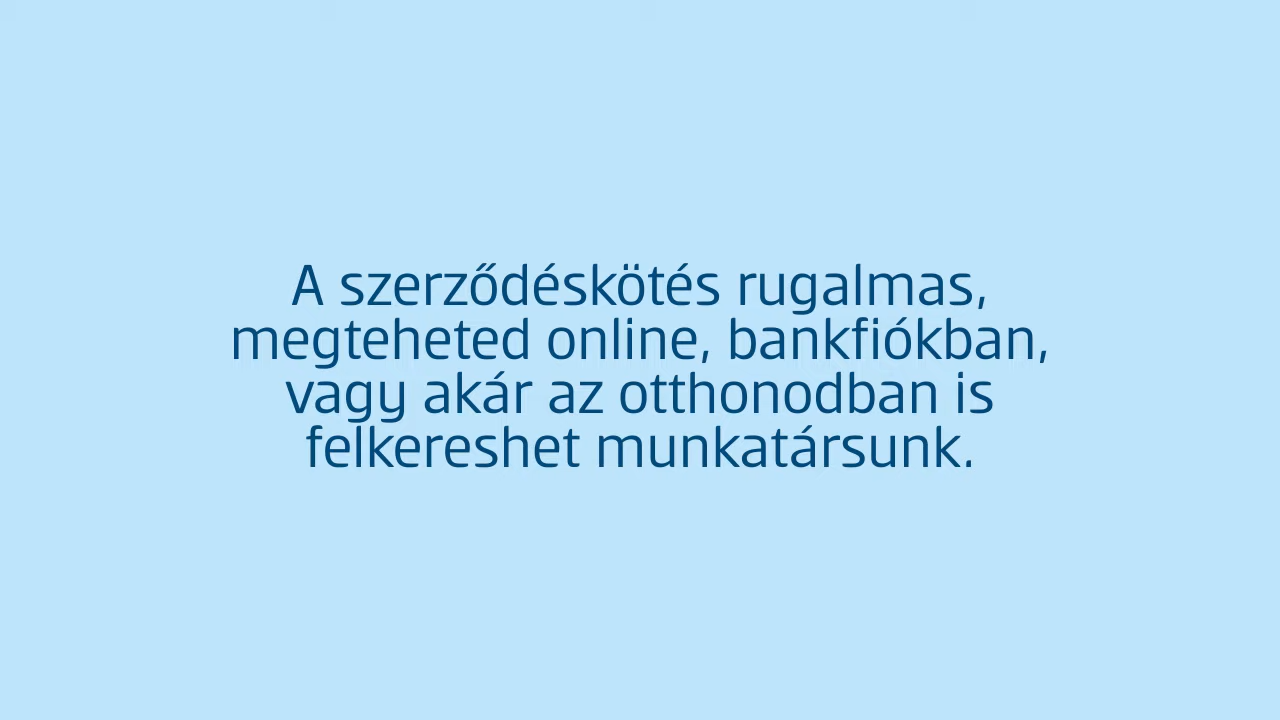 A szerződéskötés rugalmas,
megteheted online, bankfiókban,
vagy akár az otthonodban is
felkereshet munkatársunk.